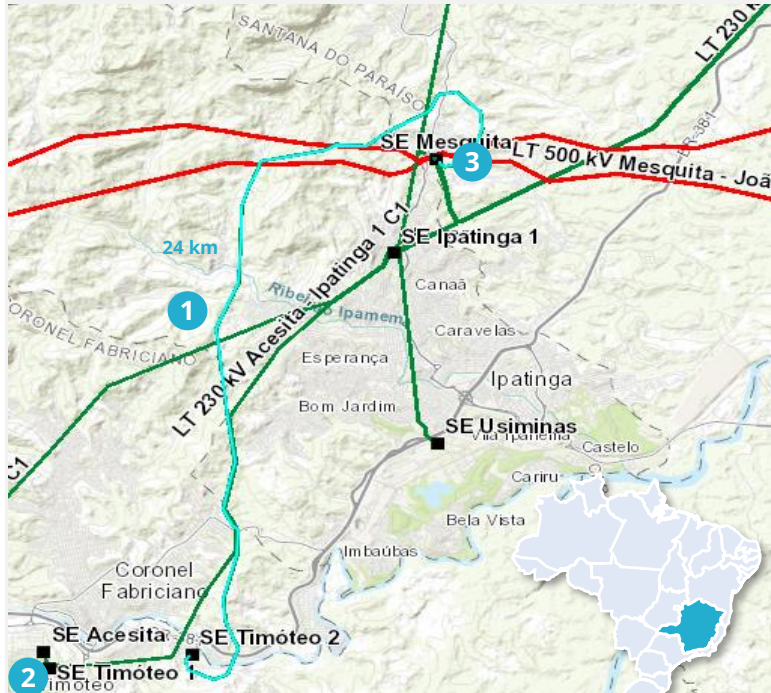 LT 230 k
SANTANA DO PARAÍSO
BR-381
SE Mesquita
3
LT 500 kV Mesquita - Joã
SE Ipatinga 1
24 km
LT 230 kV Acesita - Ipatinga 1 C1
Canaã
Ribeirão Ipanema
1
CORONEL FABRICIANO
Caravelas
Esperança
Ipatinga
Bom Jardim
SE Usiminas
Vila Ipanema
Castelo
C1
Cariru
Bela Vista
Imbaúbas
Coronel
Fabriciano
SE Acesita
SE Timóteo 2
SE Timóteo 1
2
Timóteo